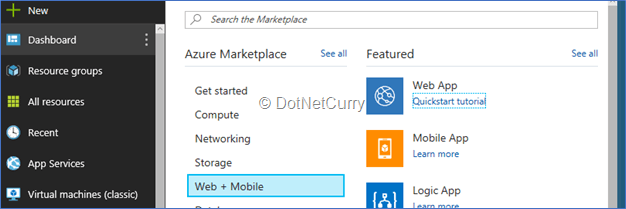 New
Dashboard
Resource groups
All resources
Recent
App Services
Virtual machines (classic)
Search the Marketplace
Azure Marketplace See all
Get started
Compute
Networking
Storage
Web + Mobile
Featured See all
Web App
Quickstart tutorial
Mobile App
Learn more
Logic App
Learn more
© DotNetCurry